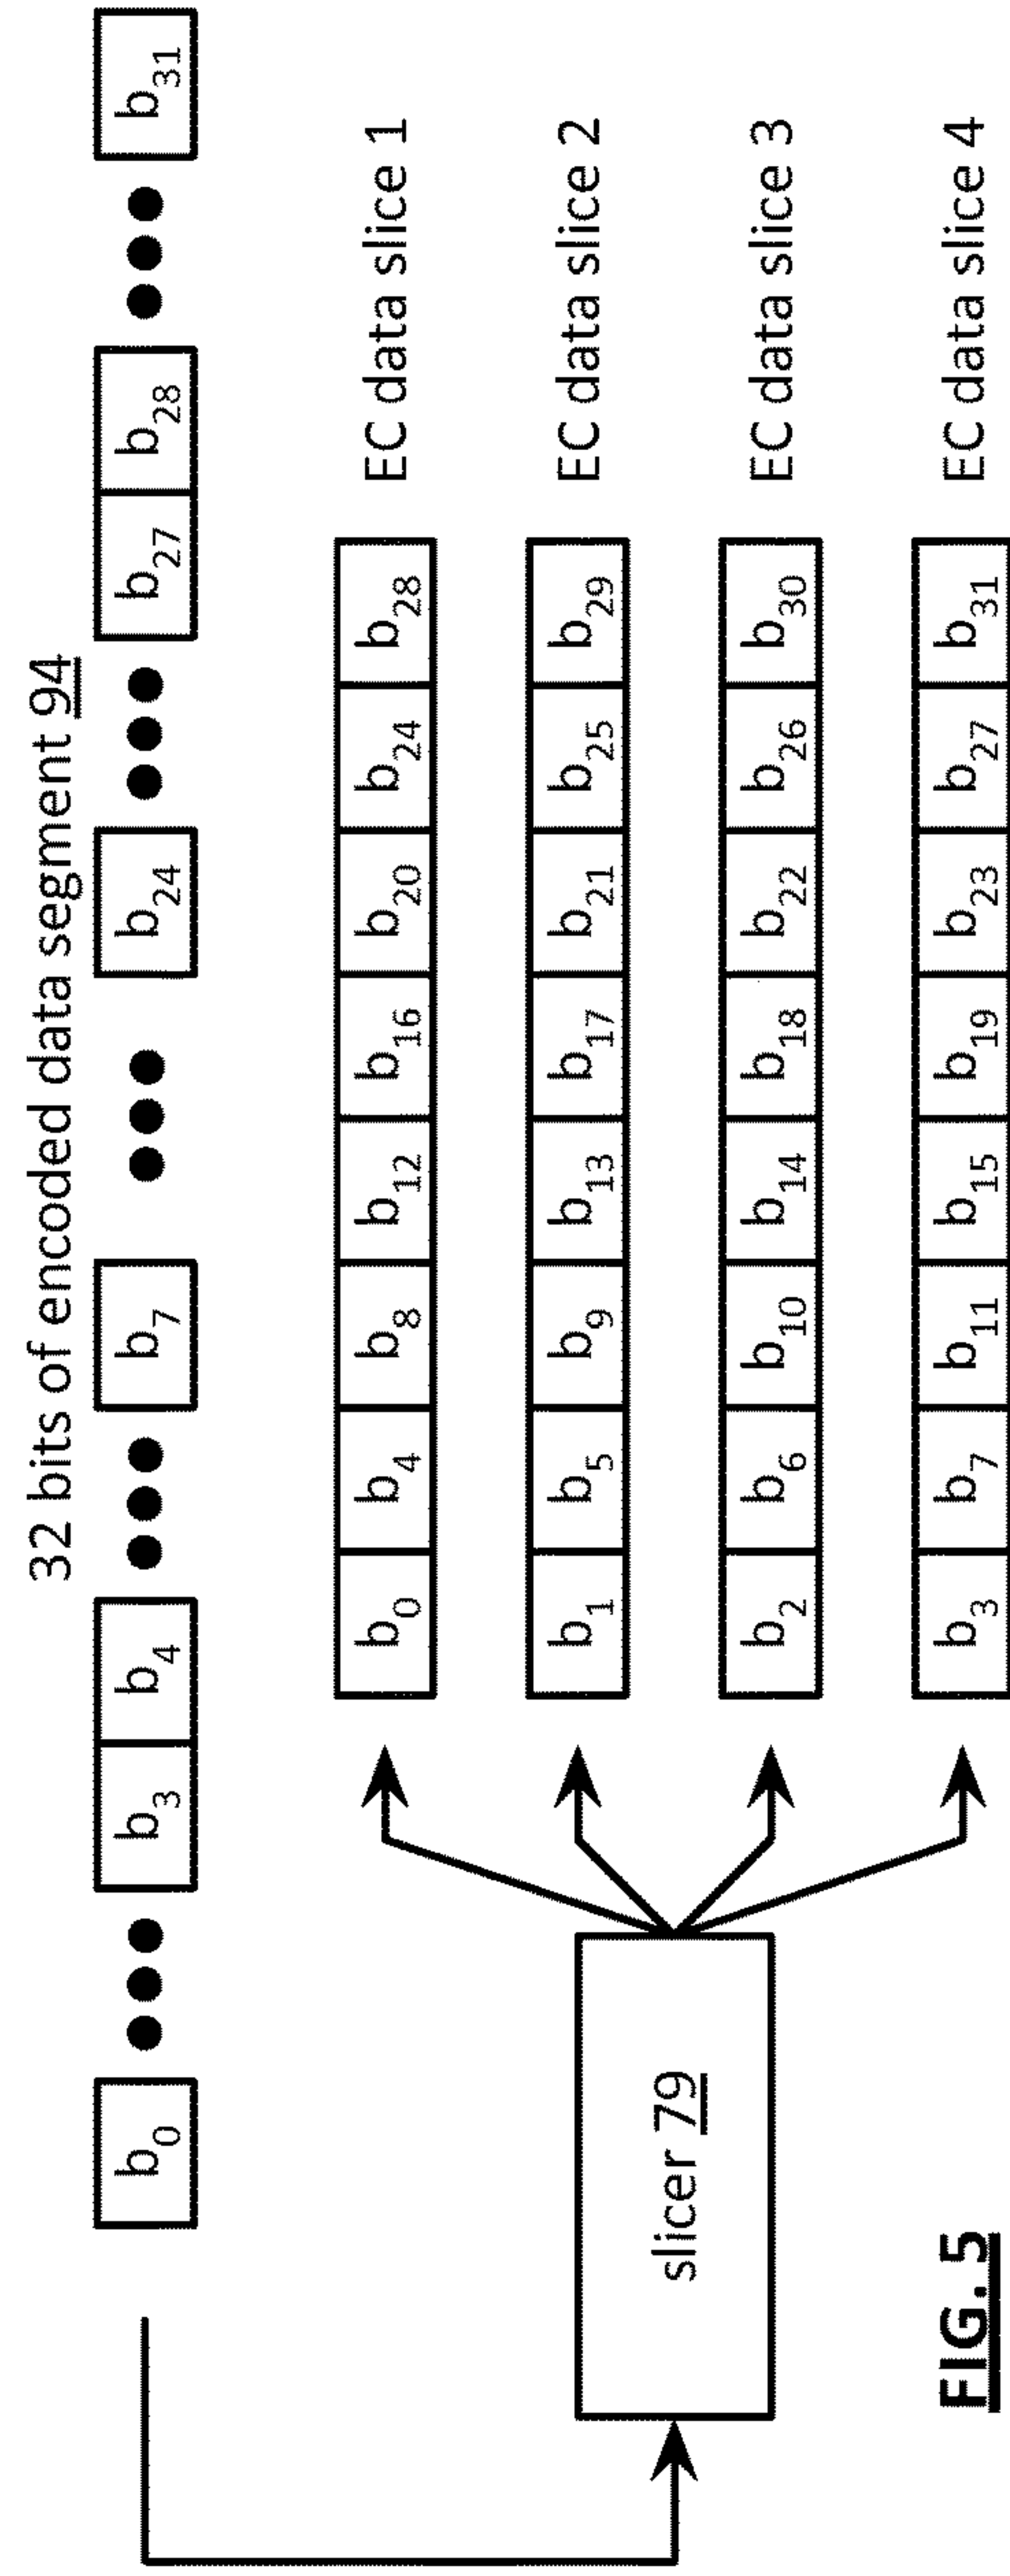 32 bits of encoded data segment 94
b0 ●●● b3 b4 ●●● b7 ●●● b24 ●●● b27 b28 ●●● b31
b0 b4 b8 b12 b16 b20 b24 b28 EC data slice 1
b1 b5 b9 b13 b17 b21 b25 b29 EC data slice 2
slicer 79
b2 b6 b10 b14 b18 b22 b26 b30 EC data slice 3
b3 b7 b11 b15 b19 b23 b27 b31 EC data slice 4
FIG. 5